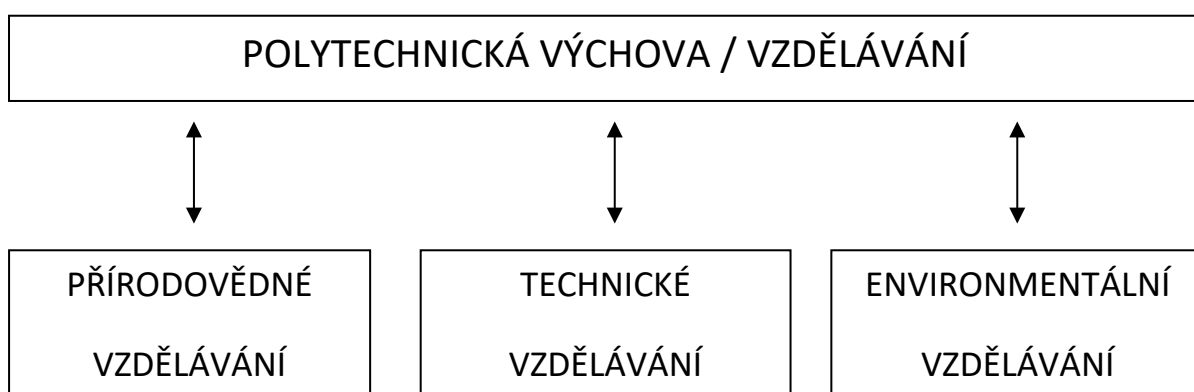 POLYTECHNICKÁ VÝCHOVA / VZDĚLÁVÁNÍ
PŘÍRODOVĚDNÉ
VZDĚLÁVÁNÍ
TECHNICKÉ
VZDĚLÁVÁNÍ
ENVIRONMENTÁLNÍ
VZDĚLÁVÁNÍ